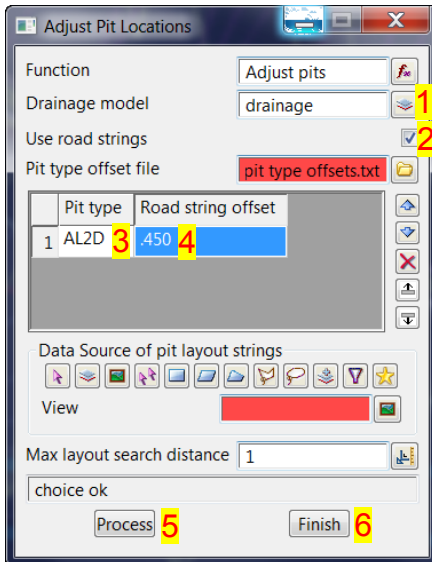 Adjust Pit Locations
Function Adjust pits
Drainage model drainage 1
Use road strings 2
Pit type offset file pit type offsets.txt
Pit type Road string offset
1 AL2D 3 .450 4
Data Source of pit layout strings
View
Max layout search distance 1
choice ok
Process 5 Finish 6